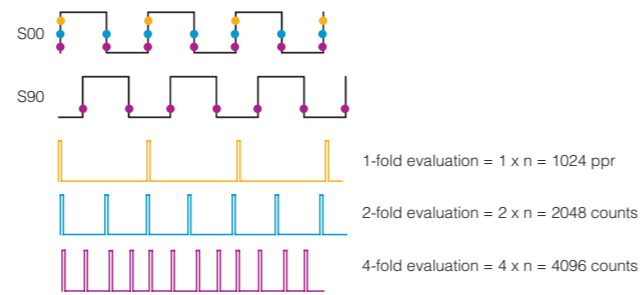 S00
S90
1-fold evaluation = 1 x n = 1024 ppr
2-fold evaluation = 2 x n = 2048 counts
4-fold evaluation = 4 x n = 4096 counts